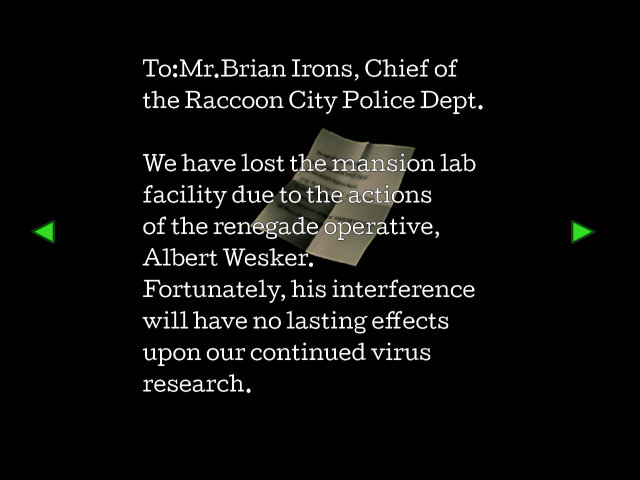 To:Mr.Brian Irons, Chief of
the Raccoon City Police Dept.
We have lost the mansion lab
facility due to the actions
of the renegade operative,
Albert Wesker.
Fortunately, his interference
will have no lasting effects
upon our continued virus
research.